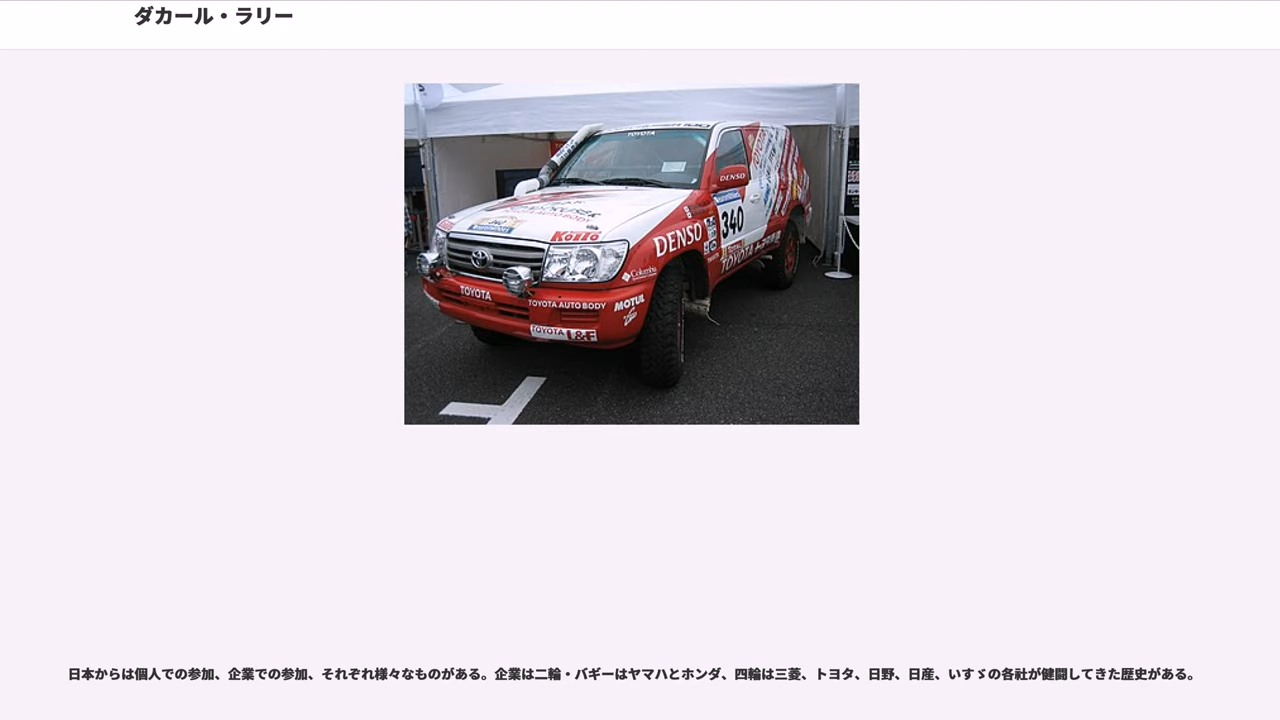 ダカール・ラリー
TOYOTA
DENSO
340
KOITO
DENSO
340
Columbia
TOYOTA
TOYOTA AUTO BODY
MOTUL
TOYOTA L&F
日本からは個人での参加、企業での参加、それぞれ様々なものがある。企業は二輪・バギーはヤマハとホンダ、四輪は三菱、トヨタ、日野、日産、いすゞの各社が健闘してきた歴史がある。